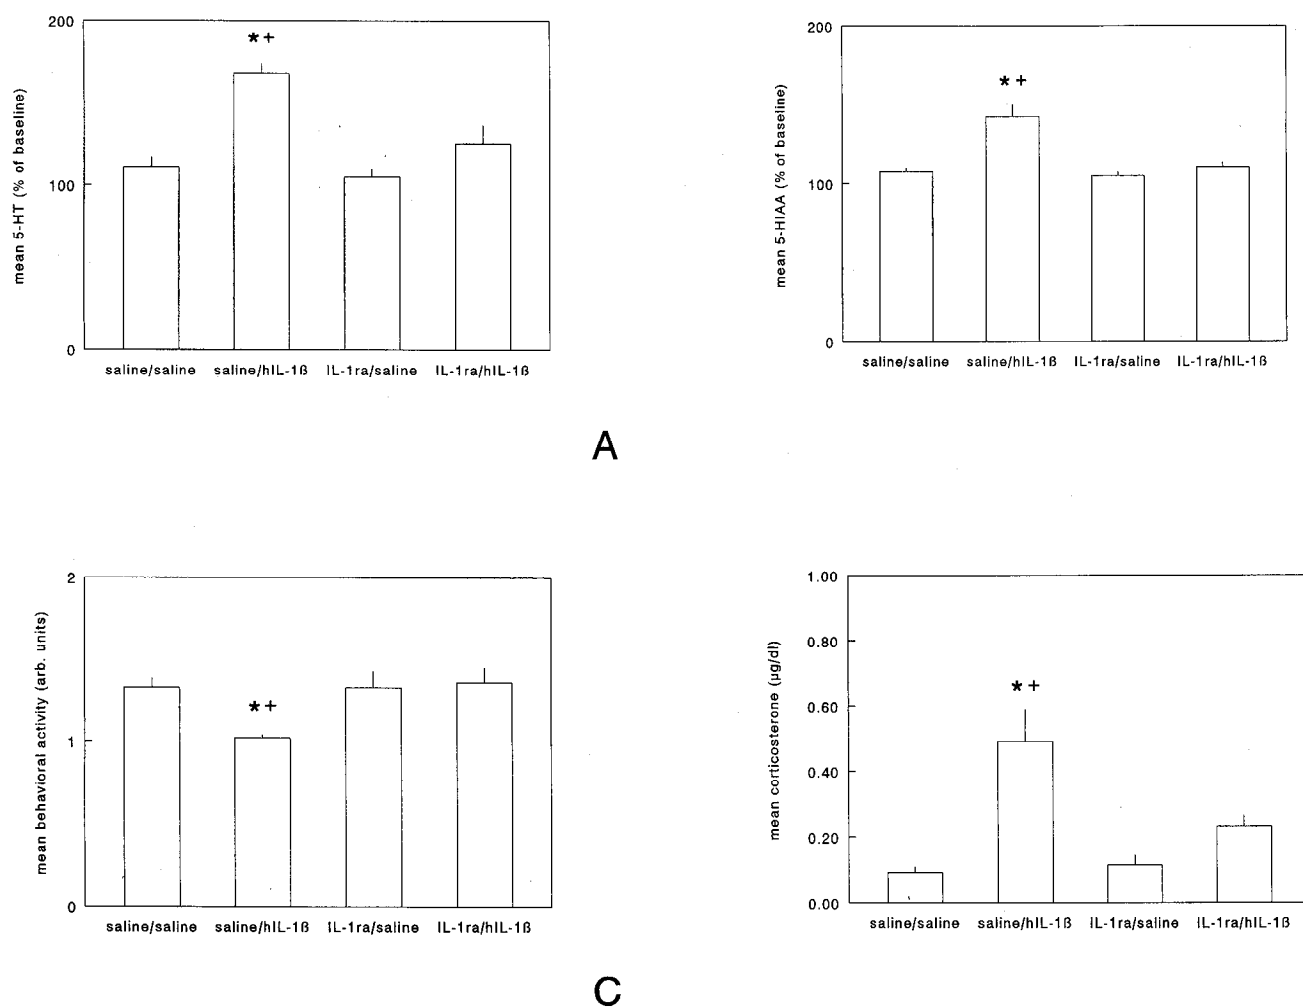 200
*+
mean 5-HT (% of baseline)
100
0
saline/saline saline/hIL-1ß IL-1ra/saline IL-1ra/hIL-1ß
200
*+
mean 5-HIAA (% of baseline)
100
0
saline/saline saline/hIL-1ß IL-1ra/saline IL-1ra/hIL-1ß
A
2
mean behavioral activity (arb. units)
*+
1
0
saline/saline saline/hIL-1ß IL-1ra/saline IL-1ra/hIL-1ß
1.00
0.80
mean corticosterone (µg/dl)
*+
0.60
0.40
0.20
0.00
saline/saline saline/hIL-1ß IL-1ra/saline IL-1ra/hIL-1ß
C